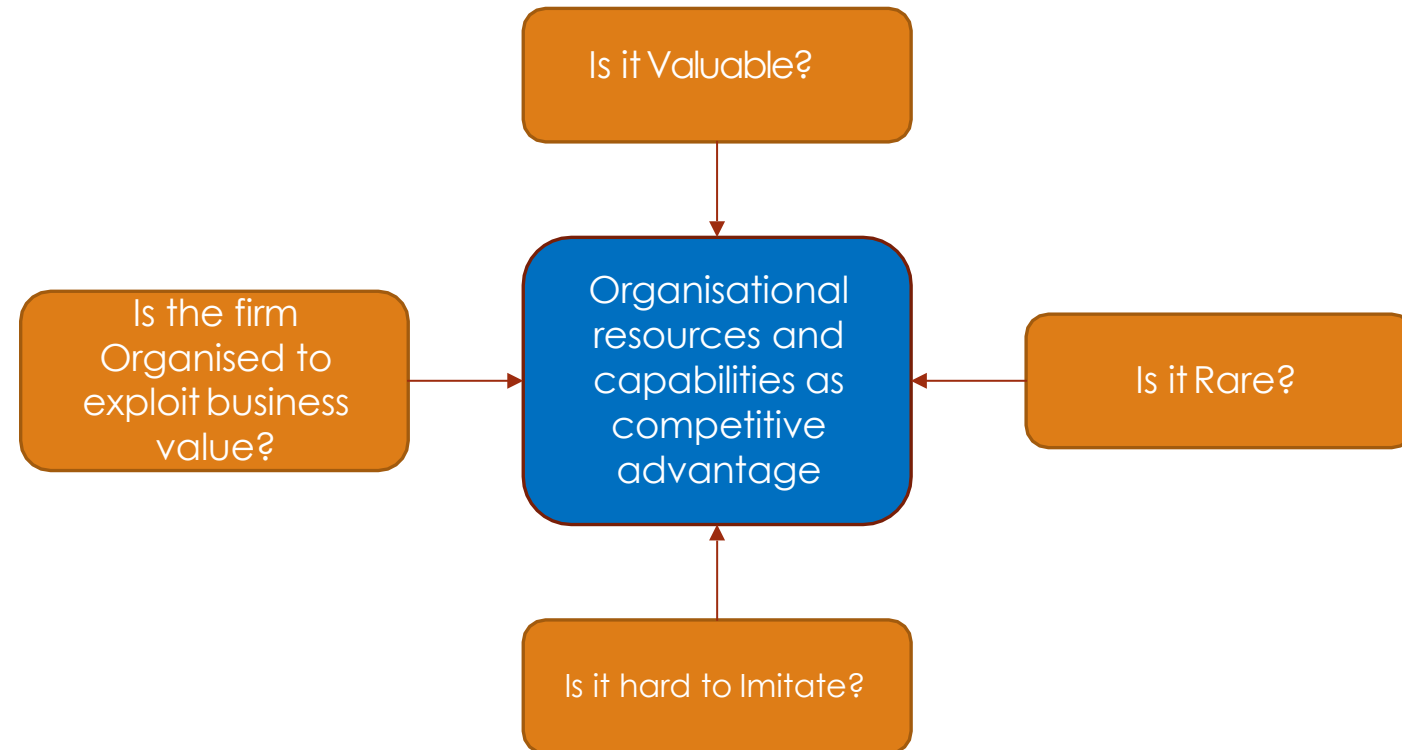 Is it Valuable?
Organisational
resources and
capabilities as
competitive
advantage
Is the firm
Organised to
exploit business
value?
Is it Rare?
Is it hard to Imitate?